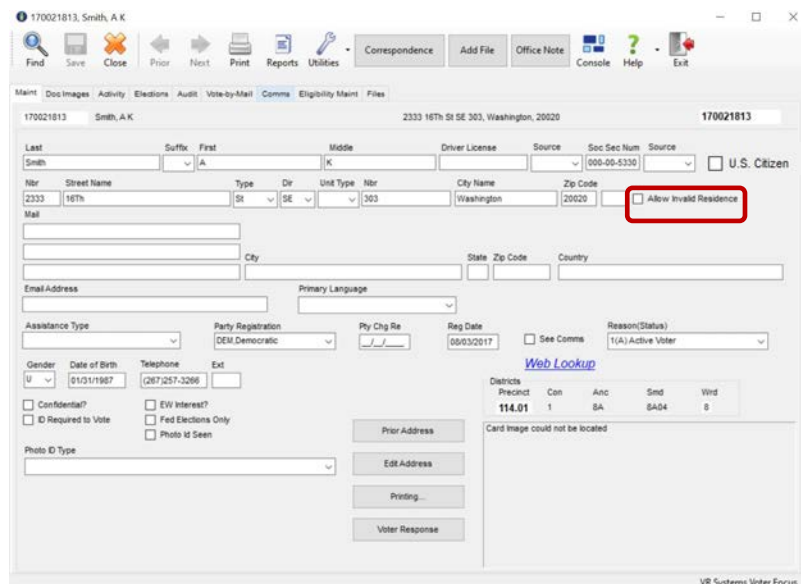 170021813, Smith, A K
Find Save Close Prior Next Print Reports Utilities Correspondence Add File Office Note Console Help Exit
Maint Doc Images Activity Elections Audit Vote-by-Mail Comms Eligibility Maint Files
170021813 Smith, A K 2333 16Th St SE 303, Washington, 20020 170021813
Last Suffix First Middle Driver License Source Soc Sec Num Source
Smith A K 000-00-5330 U.S. Citizen
Nbr Street Name Type Dir Unit Type Nbr City Name Zip Code
2333 16Th St SE 303 Washington 20020 Allow Invalid Residence
Mail
City State Zip Code Country
Email Address Primary Language
Assistance Type Party Registration Pty Chg Re Reg Date See Comms Reason(Status)
DEM,Democratic _/_/___ 08/03/2017 1(A) Active Voter
Gender Date of Birth Telephone Ext Web Lookup
U 01/31/1987 (267)257-3266
Districts
Precinct Con Anc Smd Wrd
114.01 1 8A 8A04 8
Confidential? EW Interest?
ID Required to Vote Fed Elections Only
Photo Id Seen
Card Image could not be located
Prior Address
Photo ID Type
Edit Address
Printing...
Voter Response
VR Systems Voter Focus